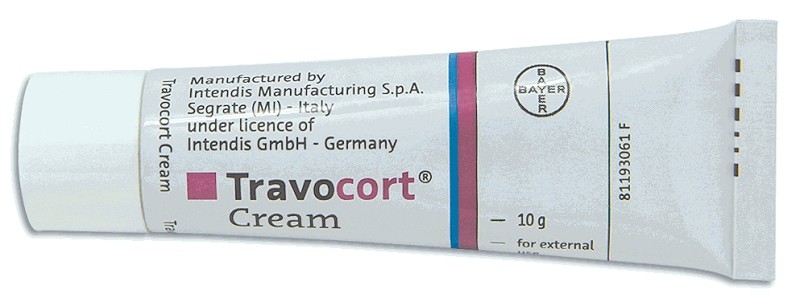 Travocort Cream
Manufactured by
Intendis Manufacturing S.p.A.
Segrate (MI) - Italy
under licence of
Intendis GmbH - Germany
Travocort®
Cream
BAYER
BAYER
10 g
for external
81193061 F